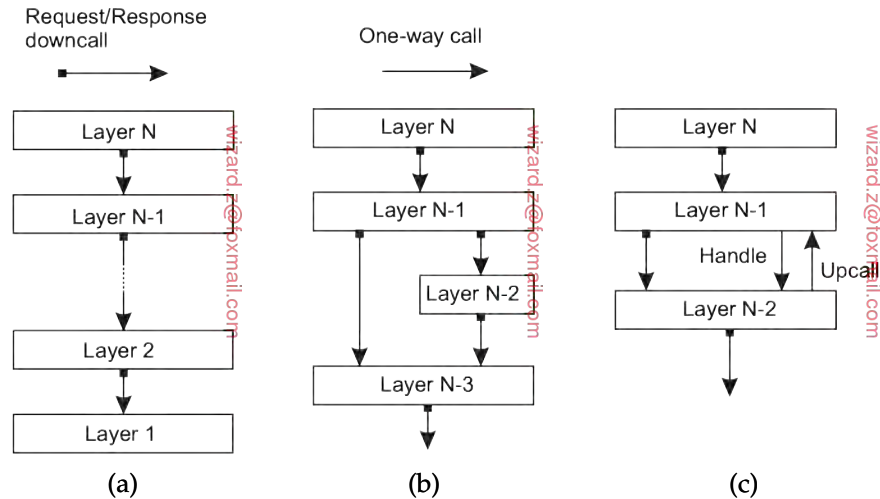 Request/Response
downcall
One-way call
Layer N
Layer N-1
Layer 2
Layer 1
wizard.z@foxmail.com
(a)
Layer N
Layer N-1
Layer N-2
Layer N-3
wizard.z@foxmail.com
(b)
Layer N
Layer N-1
Handle
Upcall
Layer N-2
wizard.z@foxmail.com
(c)